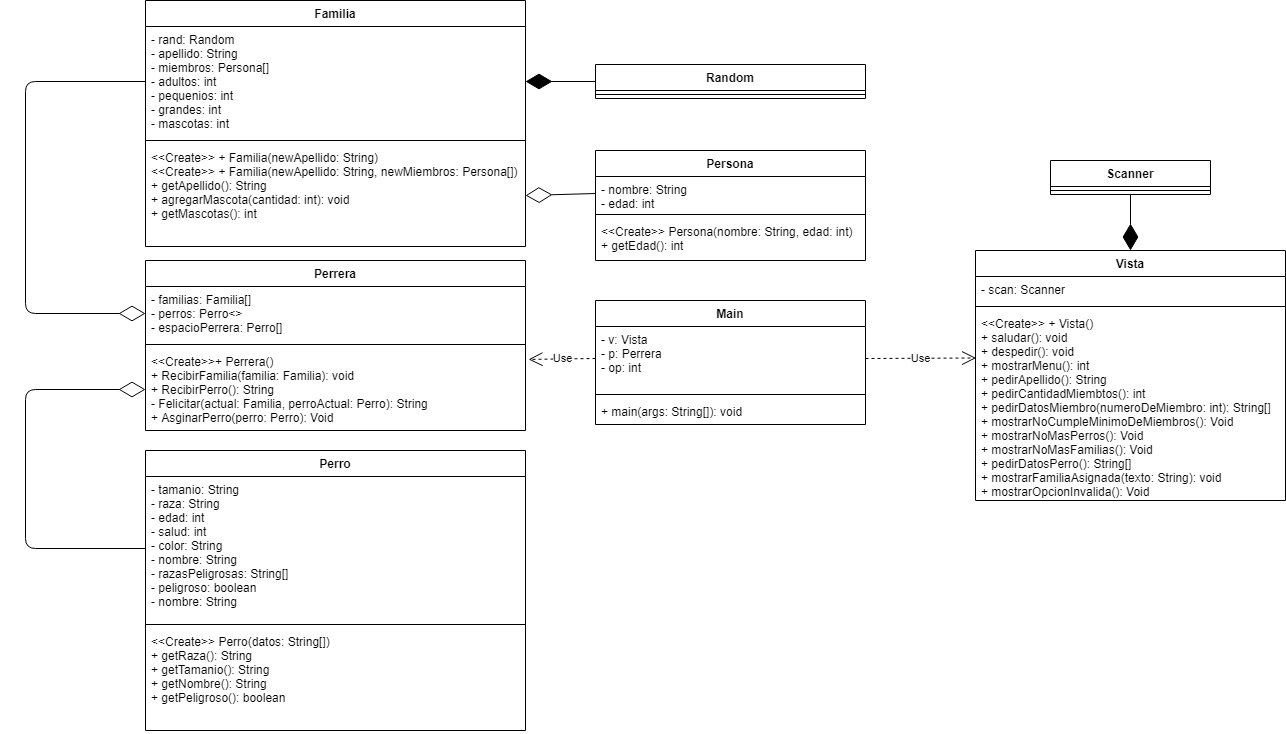 Familia
- rand: Random
- apellido: String
- miembros: Persona[]
- adultos: int
- pequenios: int
- grandes: int
- mascotas: int
<<Create>> + Familia(newApellido: String)
<<Create>> + Familia(newApellido: String, newMiembros: Persona[])
+ getApellido(): String
+ agregarMascota(cantidad: int): void
+ getMascotas(): int
Random
Persona
- nombre: String
- edad: int
<<Create>> Persona(nombre: String, edad: int)
+ getEdad(): int
Scanner
Perrera
- familias: Familia[]
- perros: Perro<>
- espacioPerrera: Perro[]
<<Create>>+ Perrera()
+ RecibirFamilia(familia: Familia): void
+ RecibirPerro(): String
- Felicitar(actual: Familia, perroActual: Perro): String
+ AsginarPerro(perro: Perro): Void
Use
Main
- v: Vista
- p: Perrera
- op: int
+ main(args: String[]): void
Use
Vista
- scan: Scanner
<<Create>> + Vista()
+ saludar(): void
+ despedir(): void
+ mostrarMenu(): int
+ pedirApellido(): String
+ pedirCantidadMiembtos(): int
+ pedirDatosMiembro(numeroDeMiembro: int): String[]
+ mostrarNoCumpleMinimoDeMiembros(): Void
+ mostrarNoMasPerros(): Void
+ mostrarNoMasFamilias(): Void
+ pedirDatosPerro(): String[]
+ mostrarFamiliaAsignada(texto: String): void
+ mostrarOpcionInvalida(): Void
Perro
- tamanio: String
- raza: String
- edad: int
- salud: int
- color: String
- nombre: String
- razasPeligrosas: String[]
- peligroso: boolean
- nombre: String
<<Create>> Perro(datos: String[])
+ getRaza(): String
+ getTamanio(): String
+ getNombre(): String
+ getPeligroso(): boolean